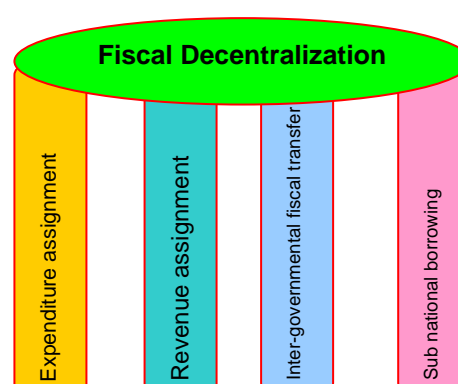 Fiscal Decentralization
Expenditure assignment
Revenue assignment
Inter-governmental fiscal transfer
Sub national borrowing